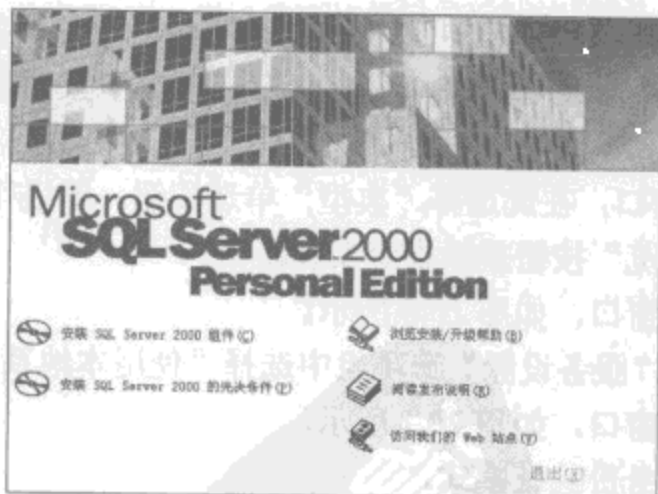 Microsoft
SQL Server 2000
Personal Edition
安装 SQL Server 2000 组件(C)
安装 SQL Server 2000 的先决条件(P)
浏览安装/升级帮助(B)
阅读发布说明(R)
访问我们的 Web 站点(V)
退出(X)